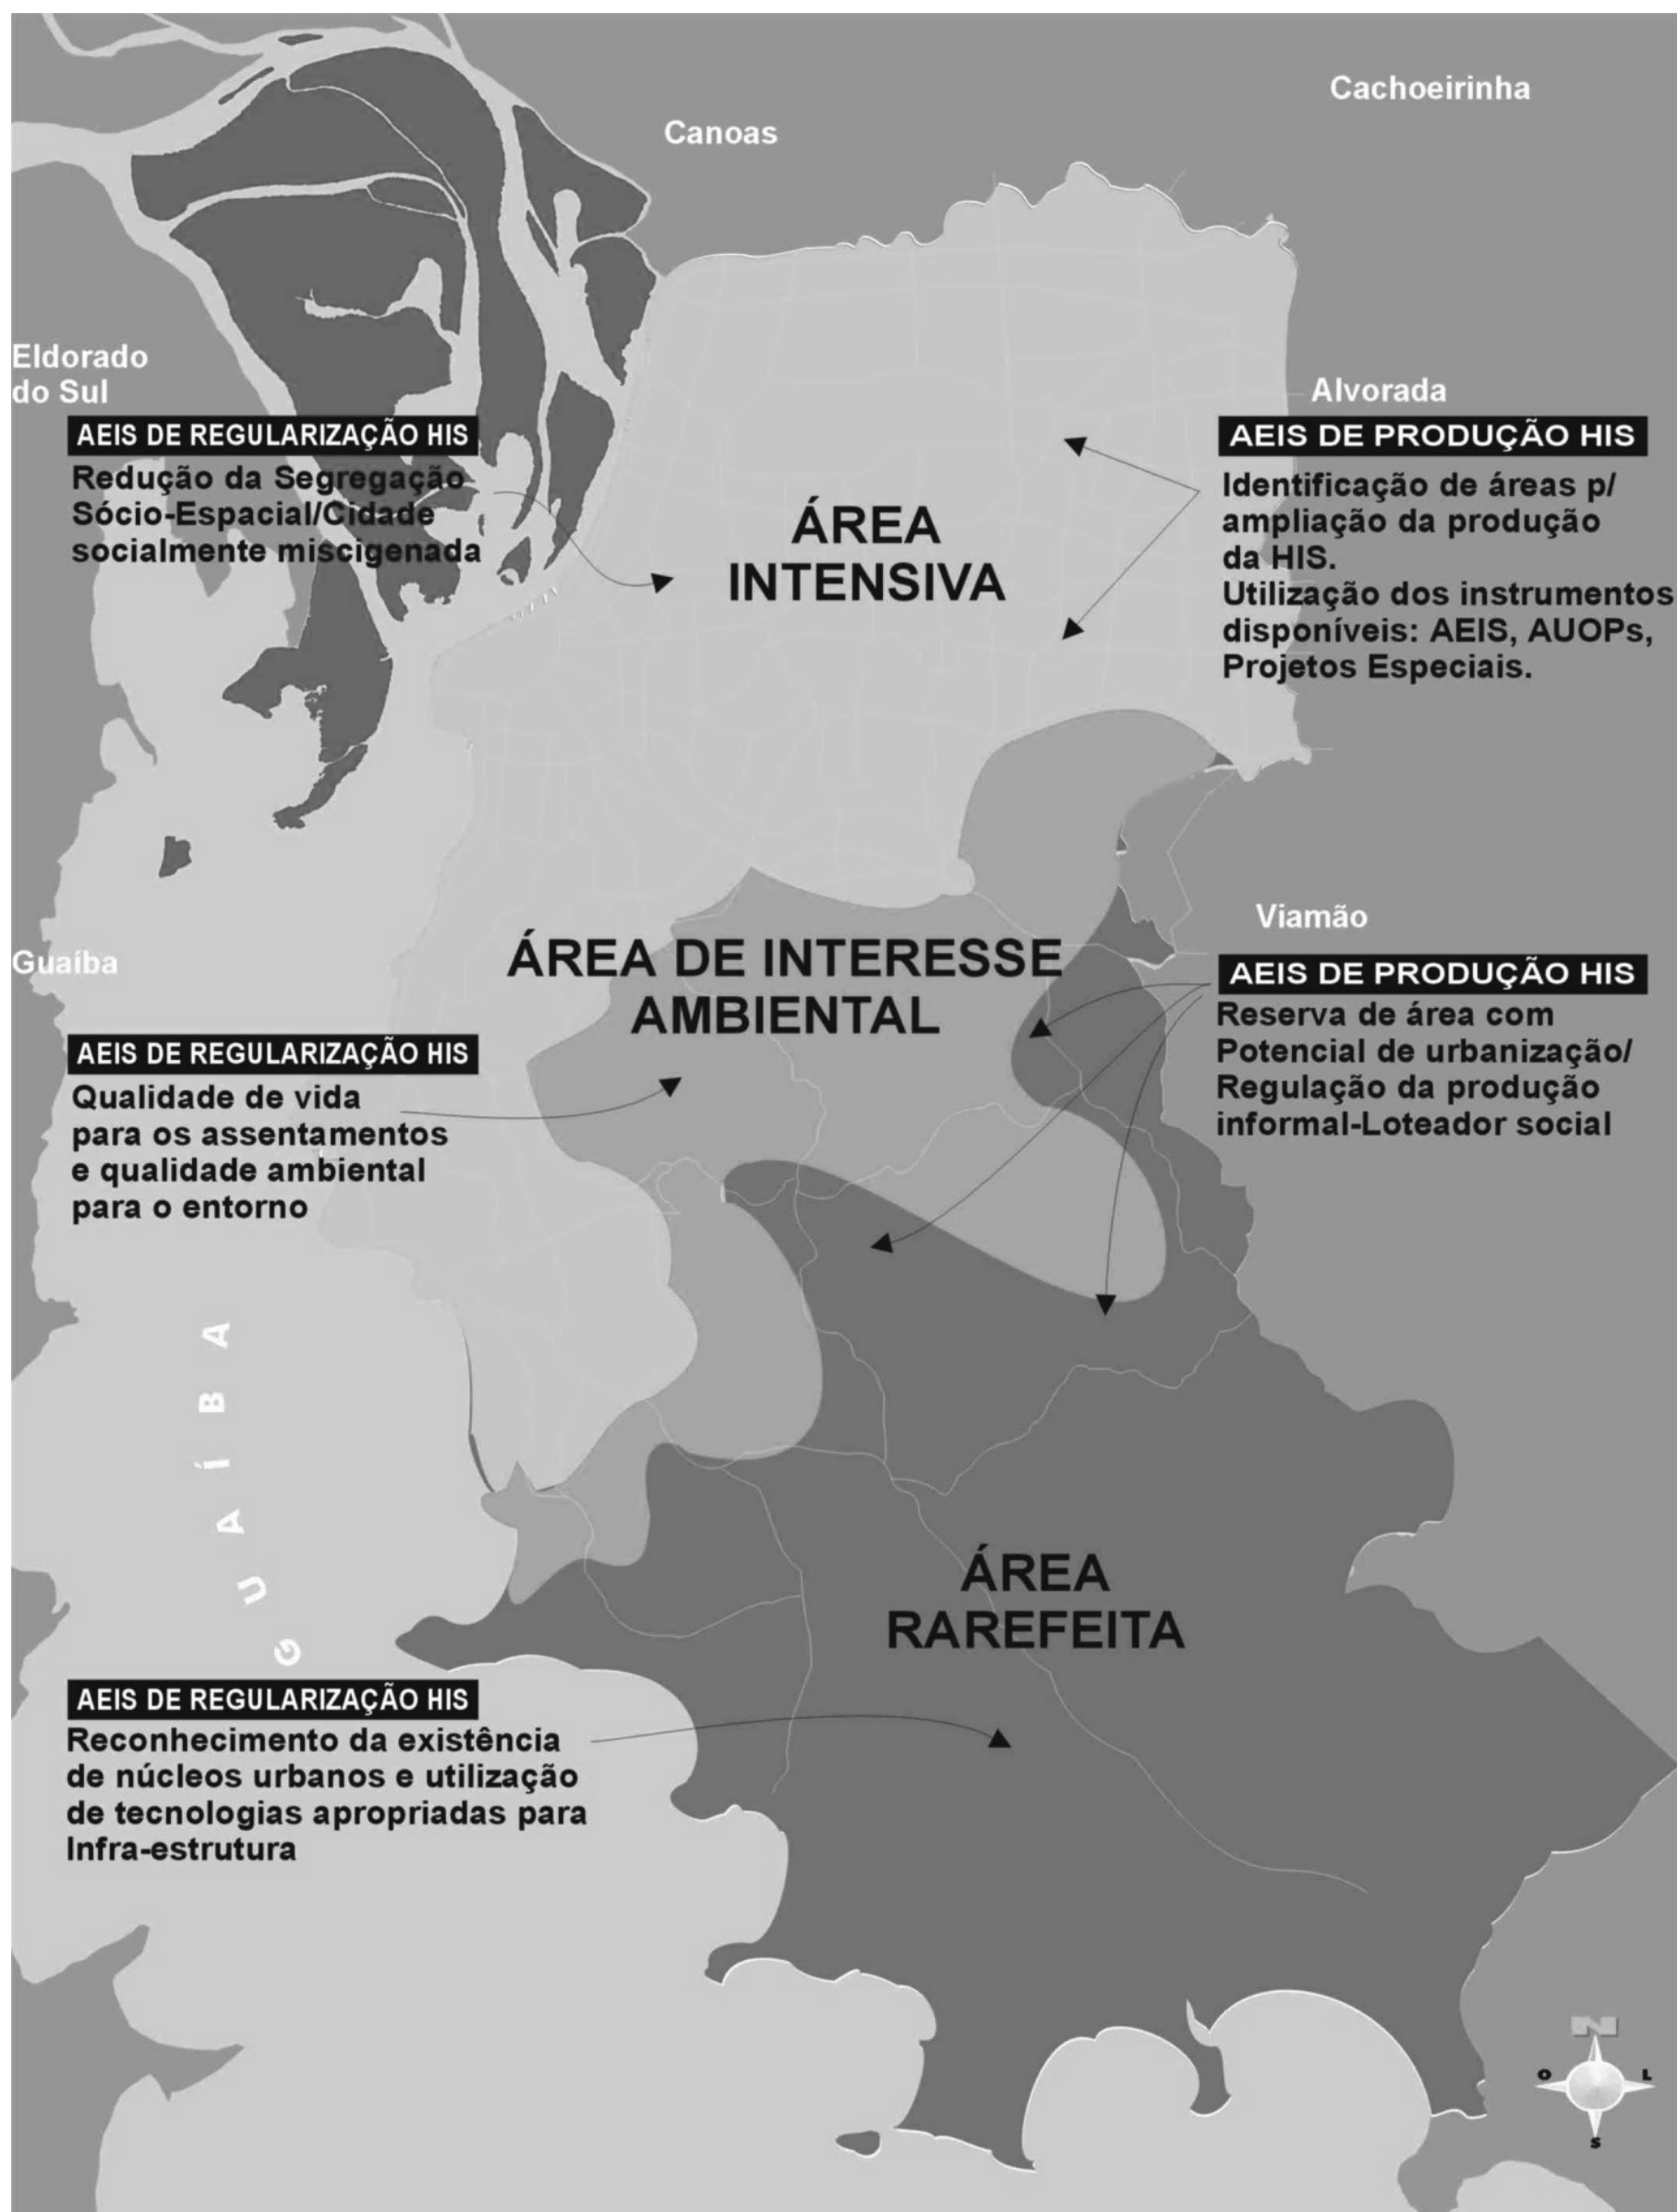 Cachoeirinha
Canoas
Eldorado
do Sul
Alvorada
AEIS DE REGULARIZAÇÃO HIS
Redução da Segregação
Sócio-Espacial/Cidade
socialmente miscigenada
AEIS DE PRODUÇÃO HIS
Identificação de áreas p/
ampliação da produção
da HIS.
Utilização dos instrumentos
disponíveis: AEIS, AUOPs,
Projetos Especiais.
ÁREA
INTENSIVA
Viamão
Guaíba
ÁREA DE INTERESSE
AMBIENTAL
AEIS DE PRODUÇÃO HIS
Reserva de área com
Potencial de urbanização/
Regulação da produção
informal-Loteador social
AEIS DE REGULARIZAÇÃO HIS
Qualidade de vida
para os assentamentos
e qualidade ambiental
para o entorno
GUAÍBA
ÁREA
RAREFEITA
AEIS DE REGULARIZAÇÃO HIS
Reconhecimento da existência
de núcleos urbanos e utilização
de tecnologias apropriadas para
Infra-estrutura
N
O L
S